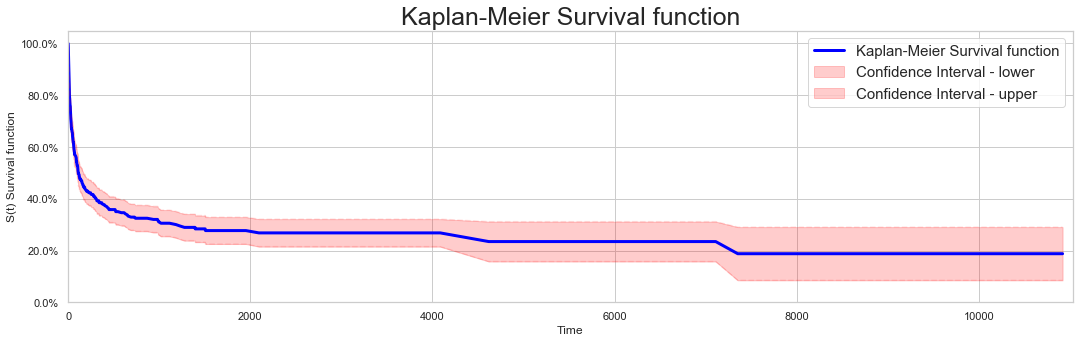 Kaplan-Meier Survival function
100.0%
80.0%
60.0%
40.0%
20.0%
0.0%
S(t) Survival function
Kaplan-Meier Survival function
Confidence Interval - lower
Confidence Interval - upper
0
2000
4000
6000
8000
10000
Time